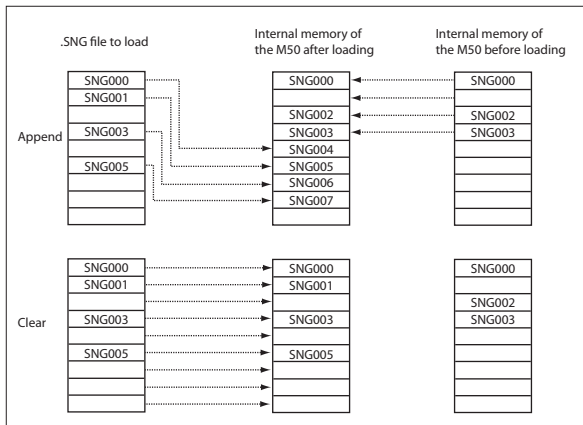 .SNG file to load
Internal memory of
the M50 after loading
Internal memory of
the M50 before loading
Append
SNG000
SNG001
SNG003
SNG005
SNG000
SNG002
SNG003
SNG004
SNG005
SNG006
SNG007
SNG000
SNG002
SNG003
Clear
SNG000
SNG001
SNG003
SNG005
SNG000
SNG001
SNG003
SNG005
SNG000
SNG002
SNG003